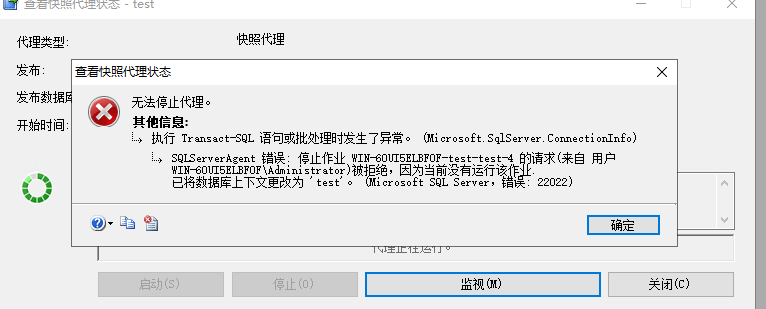 查看快照代理状态 - test
代理类型:
快照代理
发布:
发布数据库
开始时间:
查看快照代理状态
无法停止代理。
其他信息:
执行 Transact-SQL 语句或批处理时发生了异常。 (Microsoft.SqlServer.ConnectionInfo)
SQLServerAgent 错误: 停止作业 WIN-60UI5ELBFOF-test-test-4 的请求(来自 用户
WIN-60UI5ELBFOF\Administrator)被拒绝，因为当前没有运行该作业.
已将数据库上下文更改为 'test'。 (Microsoft SQL Server，错误: 22022)
确定
代理正在运行。
启动(S)
停止(O)
监视(M)
关闭(C)